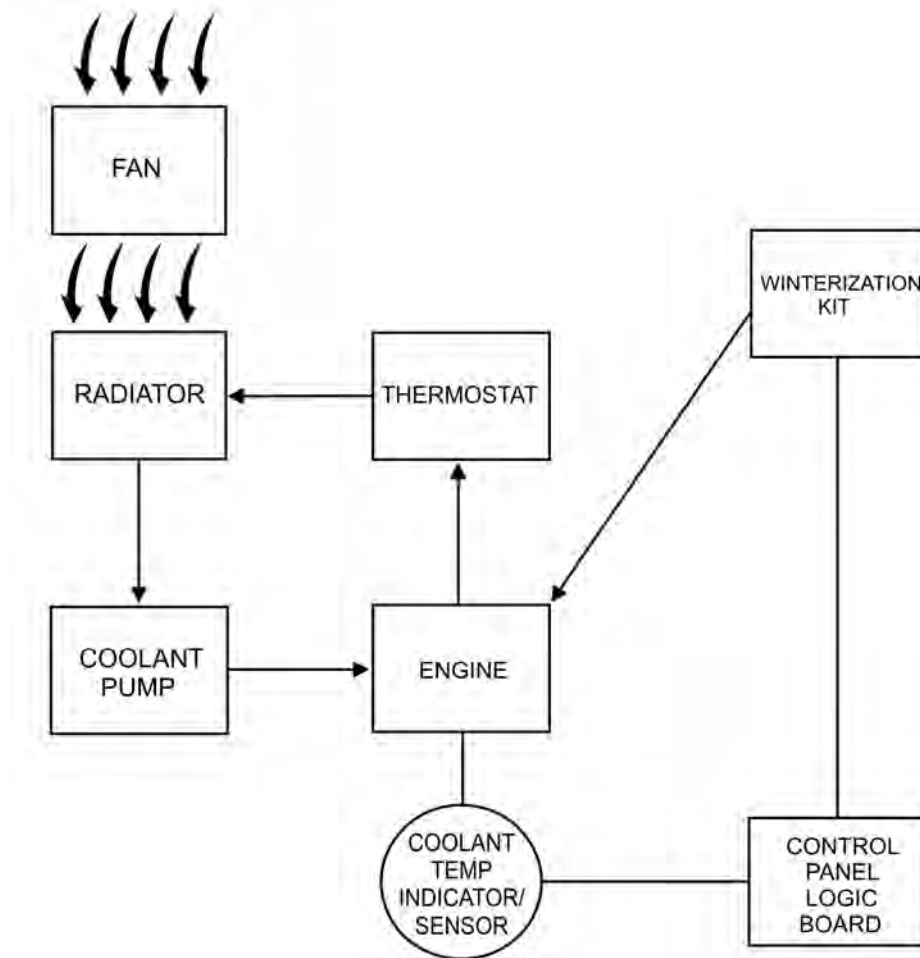 FAN
WINTERIZATION
KIT
RADIATOR
THERMOSTAT
COOLANT
PUMP
ENGINE
COOLANT
TEMP
INDICATOR/
SENSOR
CONTROL
PANEL
LOGIC
BOARD